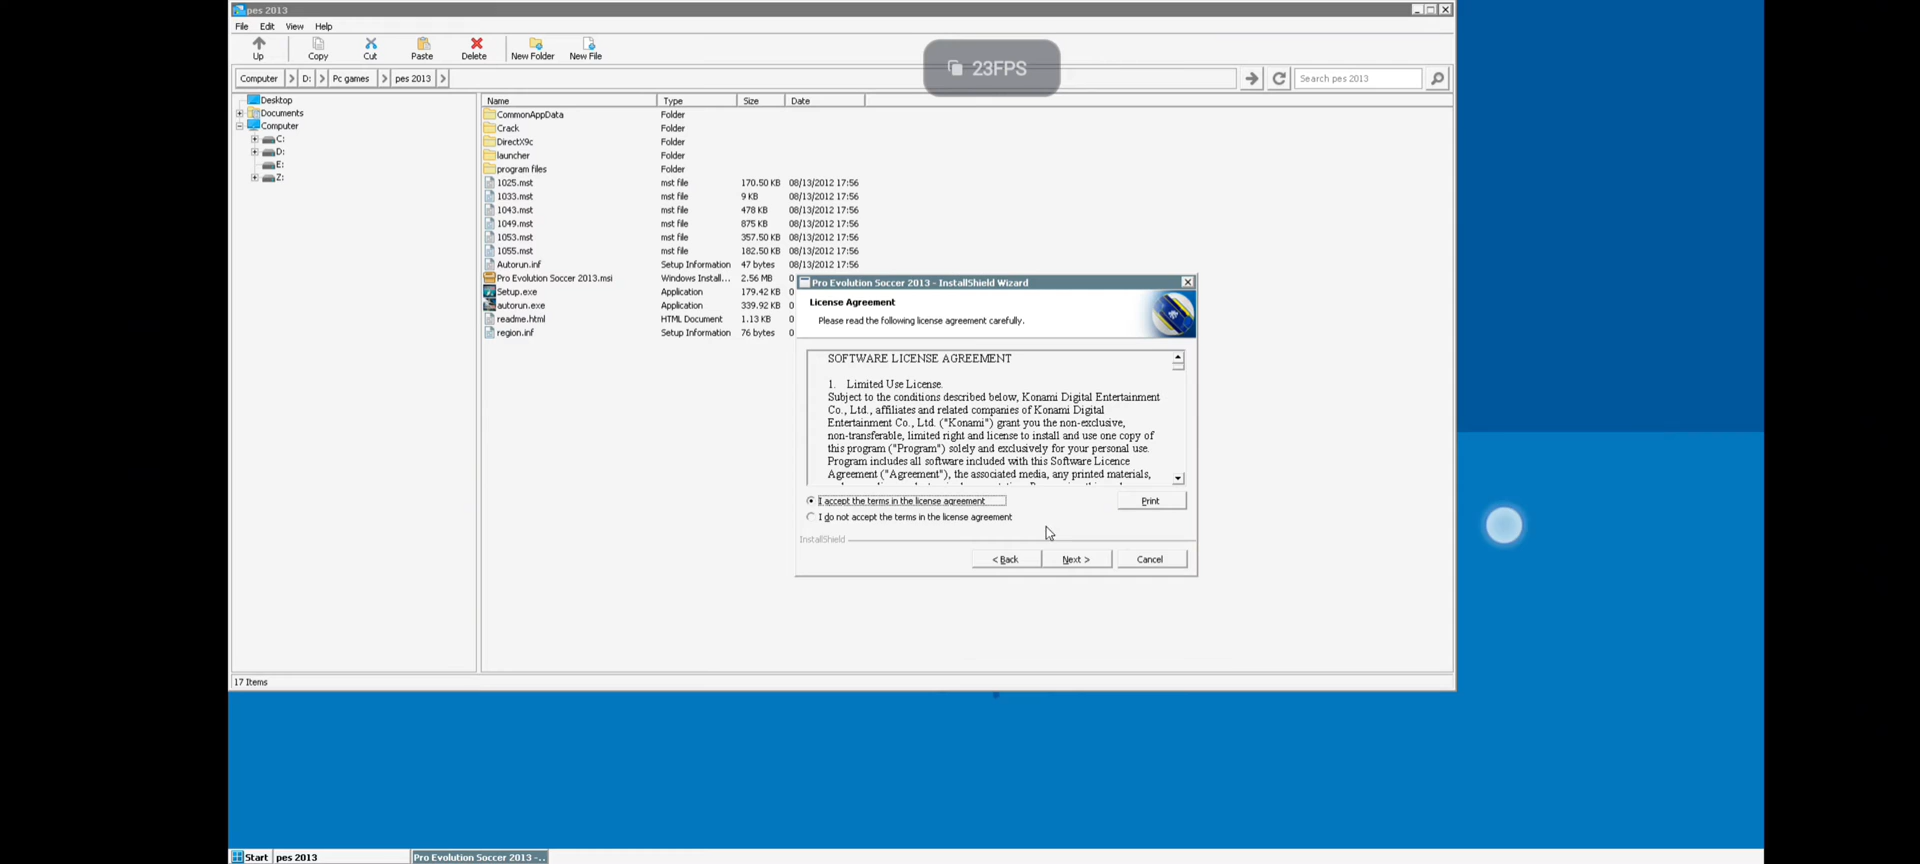 pes 2013
File Edit View Help
Up Copy Cut Paste Delete New Folder New File
23FPS
Computer D: Pc games pes 2013 Search pes 2013
Desktop
Documents
Computer
C:
D:
E:
Z:
Name Type Size Date
CommonAppData Folder
Crack Folder
DirectX9c Folder
launcher Folder
program files Folder
1025.mst mst file 170.50 KB 08/13/2012 17:56
1033.mst mst file 9 KB 08/13/2012 17:56
1043.mst mst file 478 KB 08/13/2012 17:56
1049.mst mst file 875 KB 08/13/2012 17:56
1053.mst mst file 357.50 KB 08/13/2012 17:56
1055.mst mst file 182.50 KB 08/13/2012 17:56
Autorun.inf Setup Information 47 bytes 08/13/2012 17:56
Pro Evolution Soccer 2013.msi Windows Install... 2.56 MB 0
Setup.exe Application 179.42 KB 0
autorun.exe Application 339.92 KB 0
readme.html HTML Document 1.13 KB 0
region.inf Setup Information 76 bytes 0
Pro Evolution Soccer 2013 - InstallShield Wizard
License Agreement
Please read the following license agreement carefully.
SOFTWARE LICENSE AGREEMENT
1. Limited Use License.
Subject to the conditions described below, Konami Digital Entertainment
Co., Ltd., affiliates and related companies of Konami Digital
Entertainment Co., Ltd. ("Konami") grant you the non-exclusive,
non-transferable, limited right and license to install and use one copy of
this program ("Program") solely and exclusively for your personal use.
Program includes all software included with this Software Licence
Agreement ("Agreement"), the associated media, any printed materials,
I accept the terms in the license agreement Print
I do not accept the terms in the license agreement
InstallShield
< Back Next > Cancel
17 Items
Start pes 2013 Pro Evolution Soccer 2013 -..